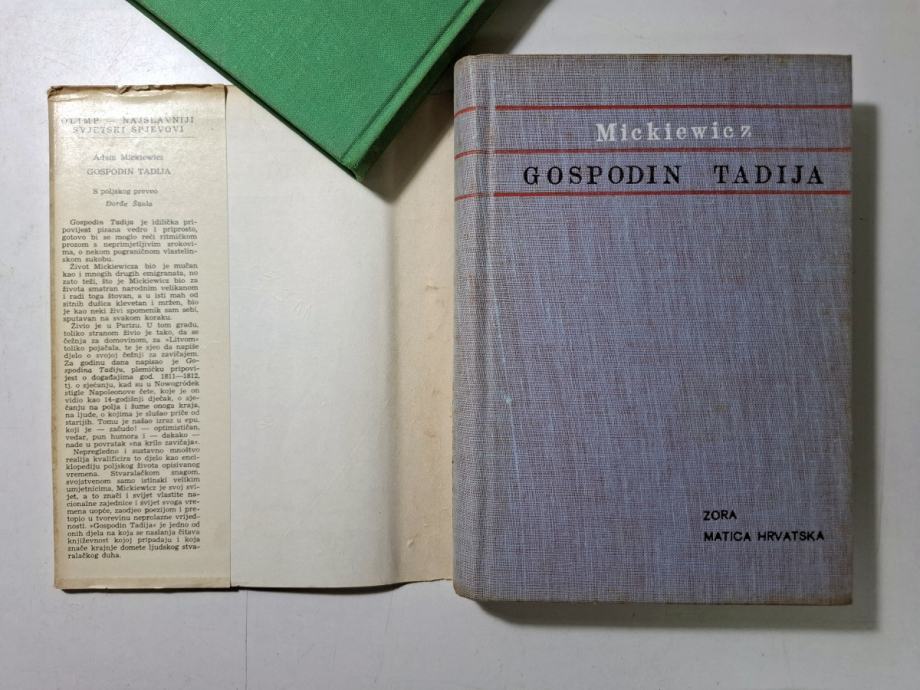 OLIMP — NAJSLAVNIJI
SVJETSKI SPJEVOVI
Adam Mickiewicz
GOSPODIN TADIJA
S poljskog preveo
Đorđe Šaula
Gospodin Tadija je idilička pri-
povijest pisana vedro i priprosto,
gotovo bi se moglo reći ritmičkom
prozom s neprimjetljivim srokovi-
ma, o nekom pograničnom vlastelin-
skom sukobu.
Život Mickiewicza bio je mučan
kao i mnogih drugih emigranata, no
zato teži, što je Mickiewicz bio za
života smatran narodnim velikanom
i radi toga štovan, a u isti mah od
sitnih dušica klevetan i mržen, bio
je kao neki živi spomenik sam sebi,
sputavan na svakom koraku.
Živio je u Parizu. U tom gradu,
toliko stranom živio je tako, da se
čežnja za domovinom, za »Litvom«
toliko pojačala, te je sjeo da napiše
djelo o svojoj čežnji za zavičajem.
Za godinu dana napisao je Go-
spodina Tadiju, plemićku pripovi-
jest o događajima god. 1811—1812,
tj. o sjećanju, kad su u Nowogródek
stigle Napoleonove čete, koje je on
vidio kao 14-godišnji dječak, o sje-
ćanju na polja i šume onoga kraja,
na ljude, o kojima je slušao priče od
starijih. Tomu je našao izraz u epu,
koji je — začudo! — optimističan,
vedar, pun humora i — dakako —
nade u povratak »na krilo zavičaja«.
Nepregledno i sustavno mnoštvo
realija kvalificira to djelo kao enci-
klopediju poljskog života opisivanog
vremena. Stvaralačkom snagom,
svojstvenom samo istinski velikim
umjetnicima, Mickiewicz je svoj svi-
jet, a to znači i svijet vlastite na-
cionalne zajednice i svijet svoga vre-
mena uopće, zaodjeo poezijom i pre-
topio u tvorevinu neprolazne vrijed-
nosti. »Gospodin Tadija« je jedno od
onih djela na koja se naslanja čitava
književnost kojoj pripadaju i koja
znače krajnje domete ljudskog stva-
ralačkog duha.
Mickiewicz
GOSPODIN TADIJA
ZORA
MATICA HRVATSKA